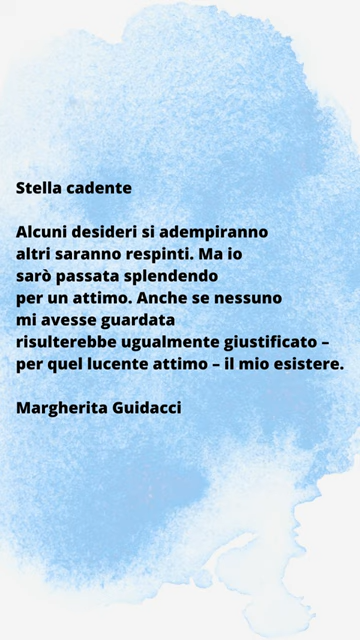 Stella cadente
Alcuni desideri si adempiranno
altri saranno respinti. Ma io
sarò passata splendendo
per un attimo. Anche se nessuno
mi avesse guardata
risulterebbe ugualmente giustificato –
per quel lucente attimo – il mio esistere.
Margherita Guidacci